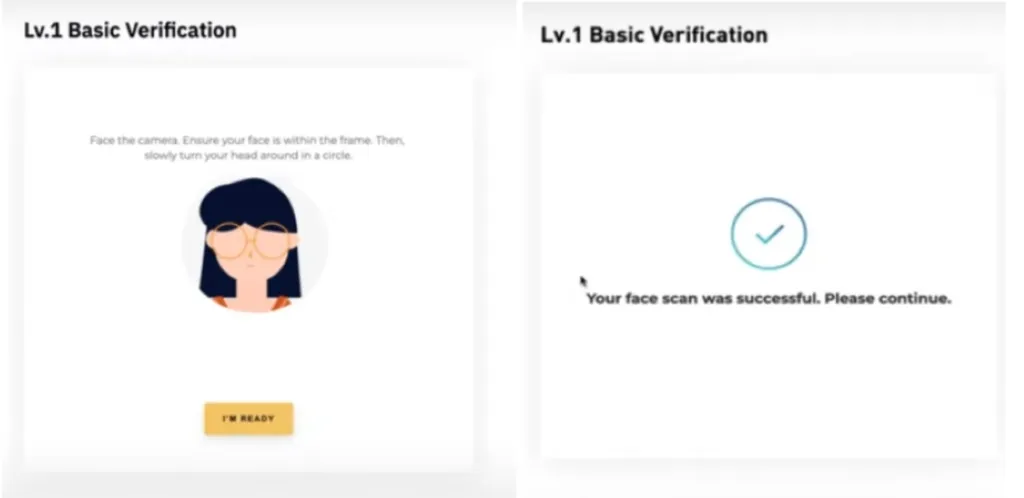 Lv.1 Basic Verification
Face the camera. Ensure your face is within the frame. Then,
slowly turn your head around in a circle.
I'M READY
Lv.1 Basic Verification
Your face scan was successful. Please continue.